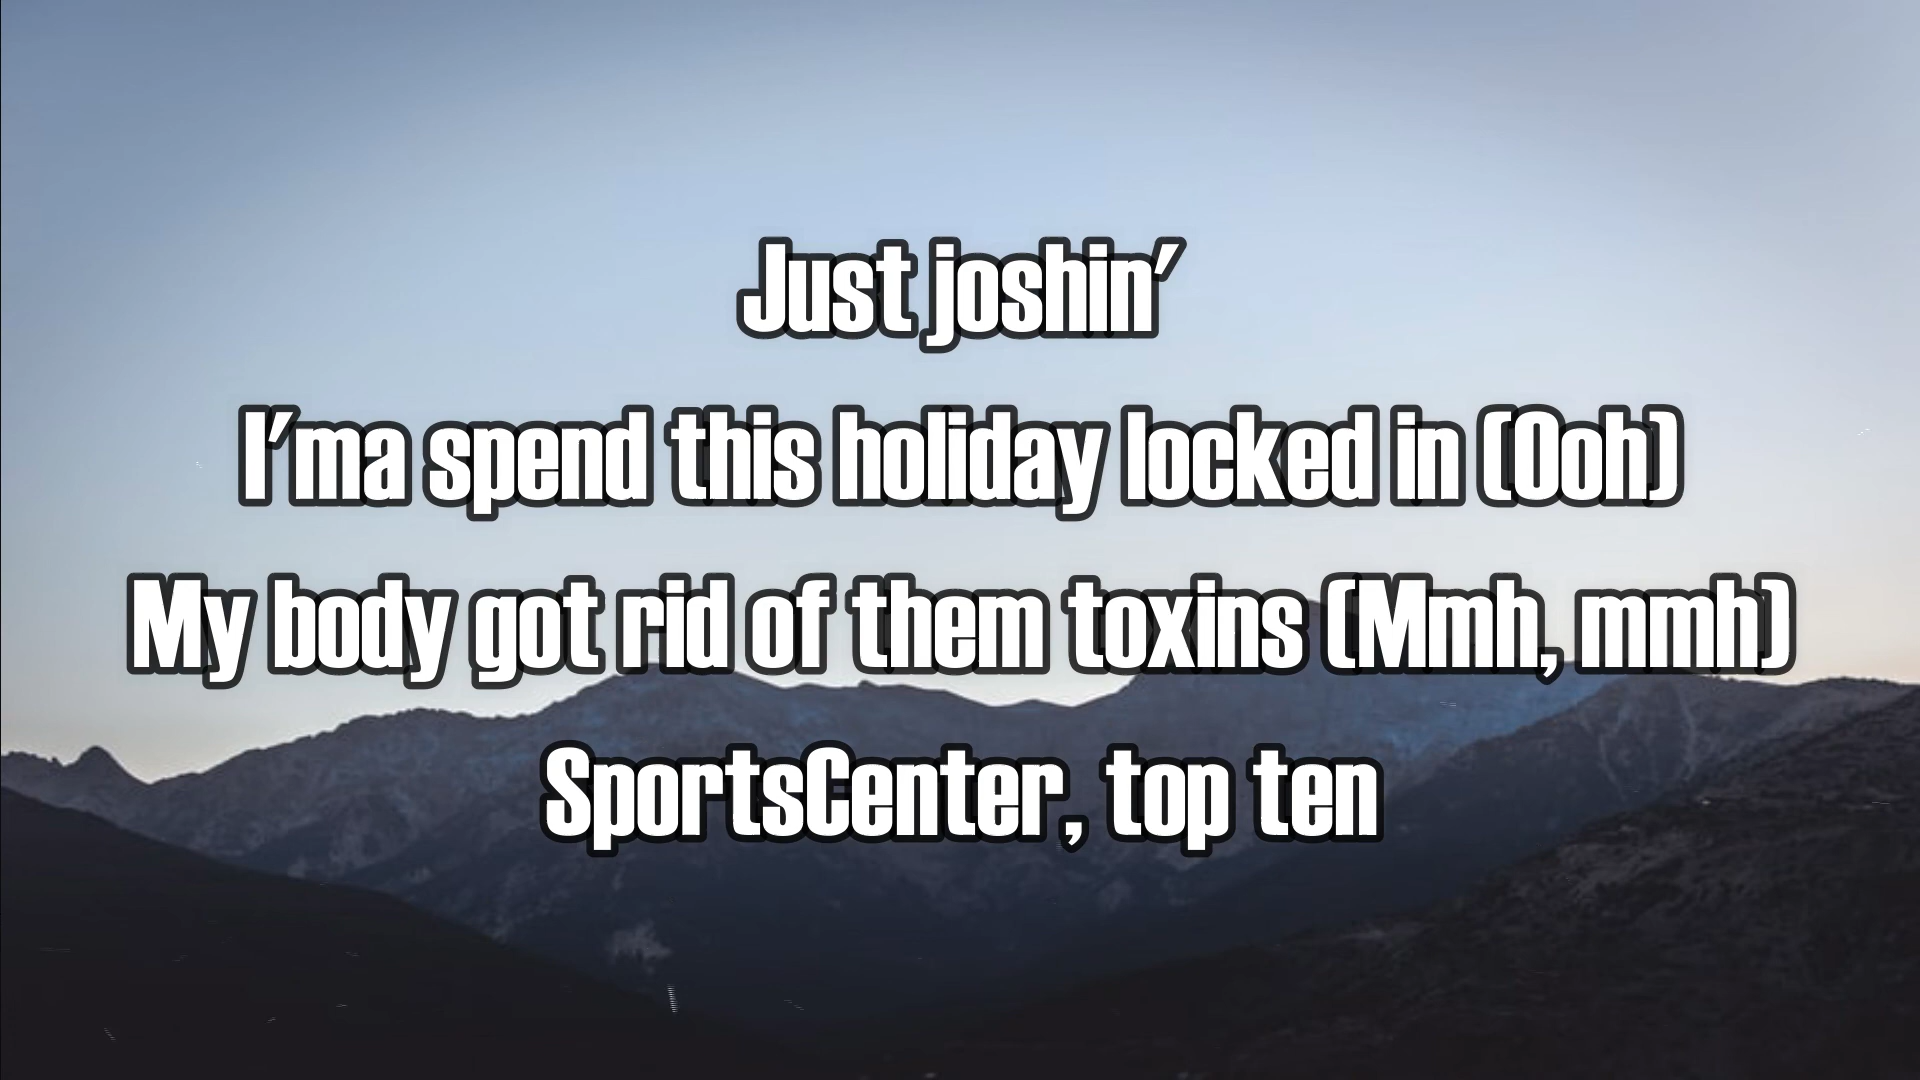 Just joshin'
I'ma spend this holiday locked in (Ooh)
My body got rid of them toxins (Mmh, mmh)
SportsCenter, top ten